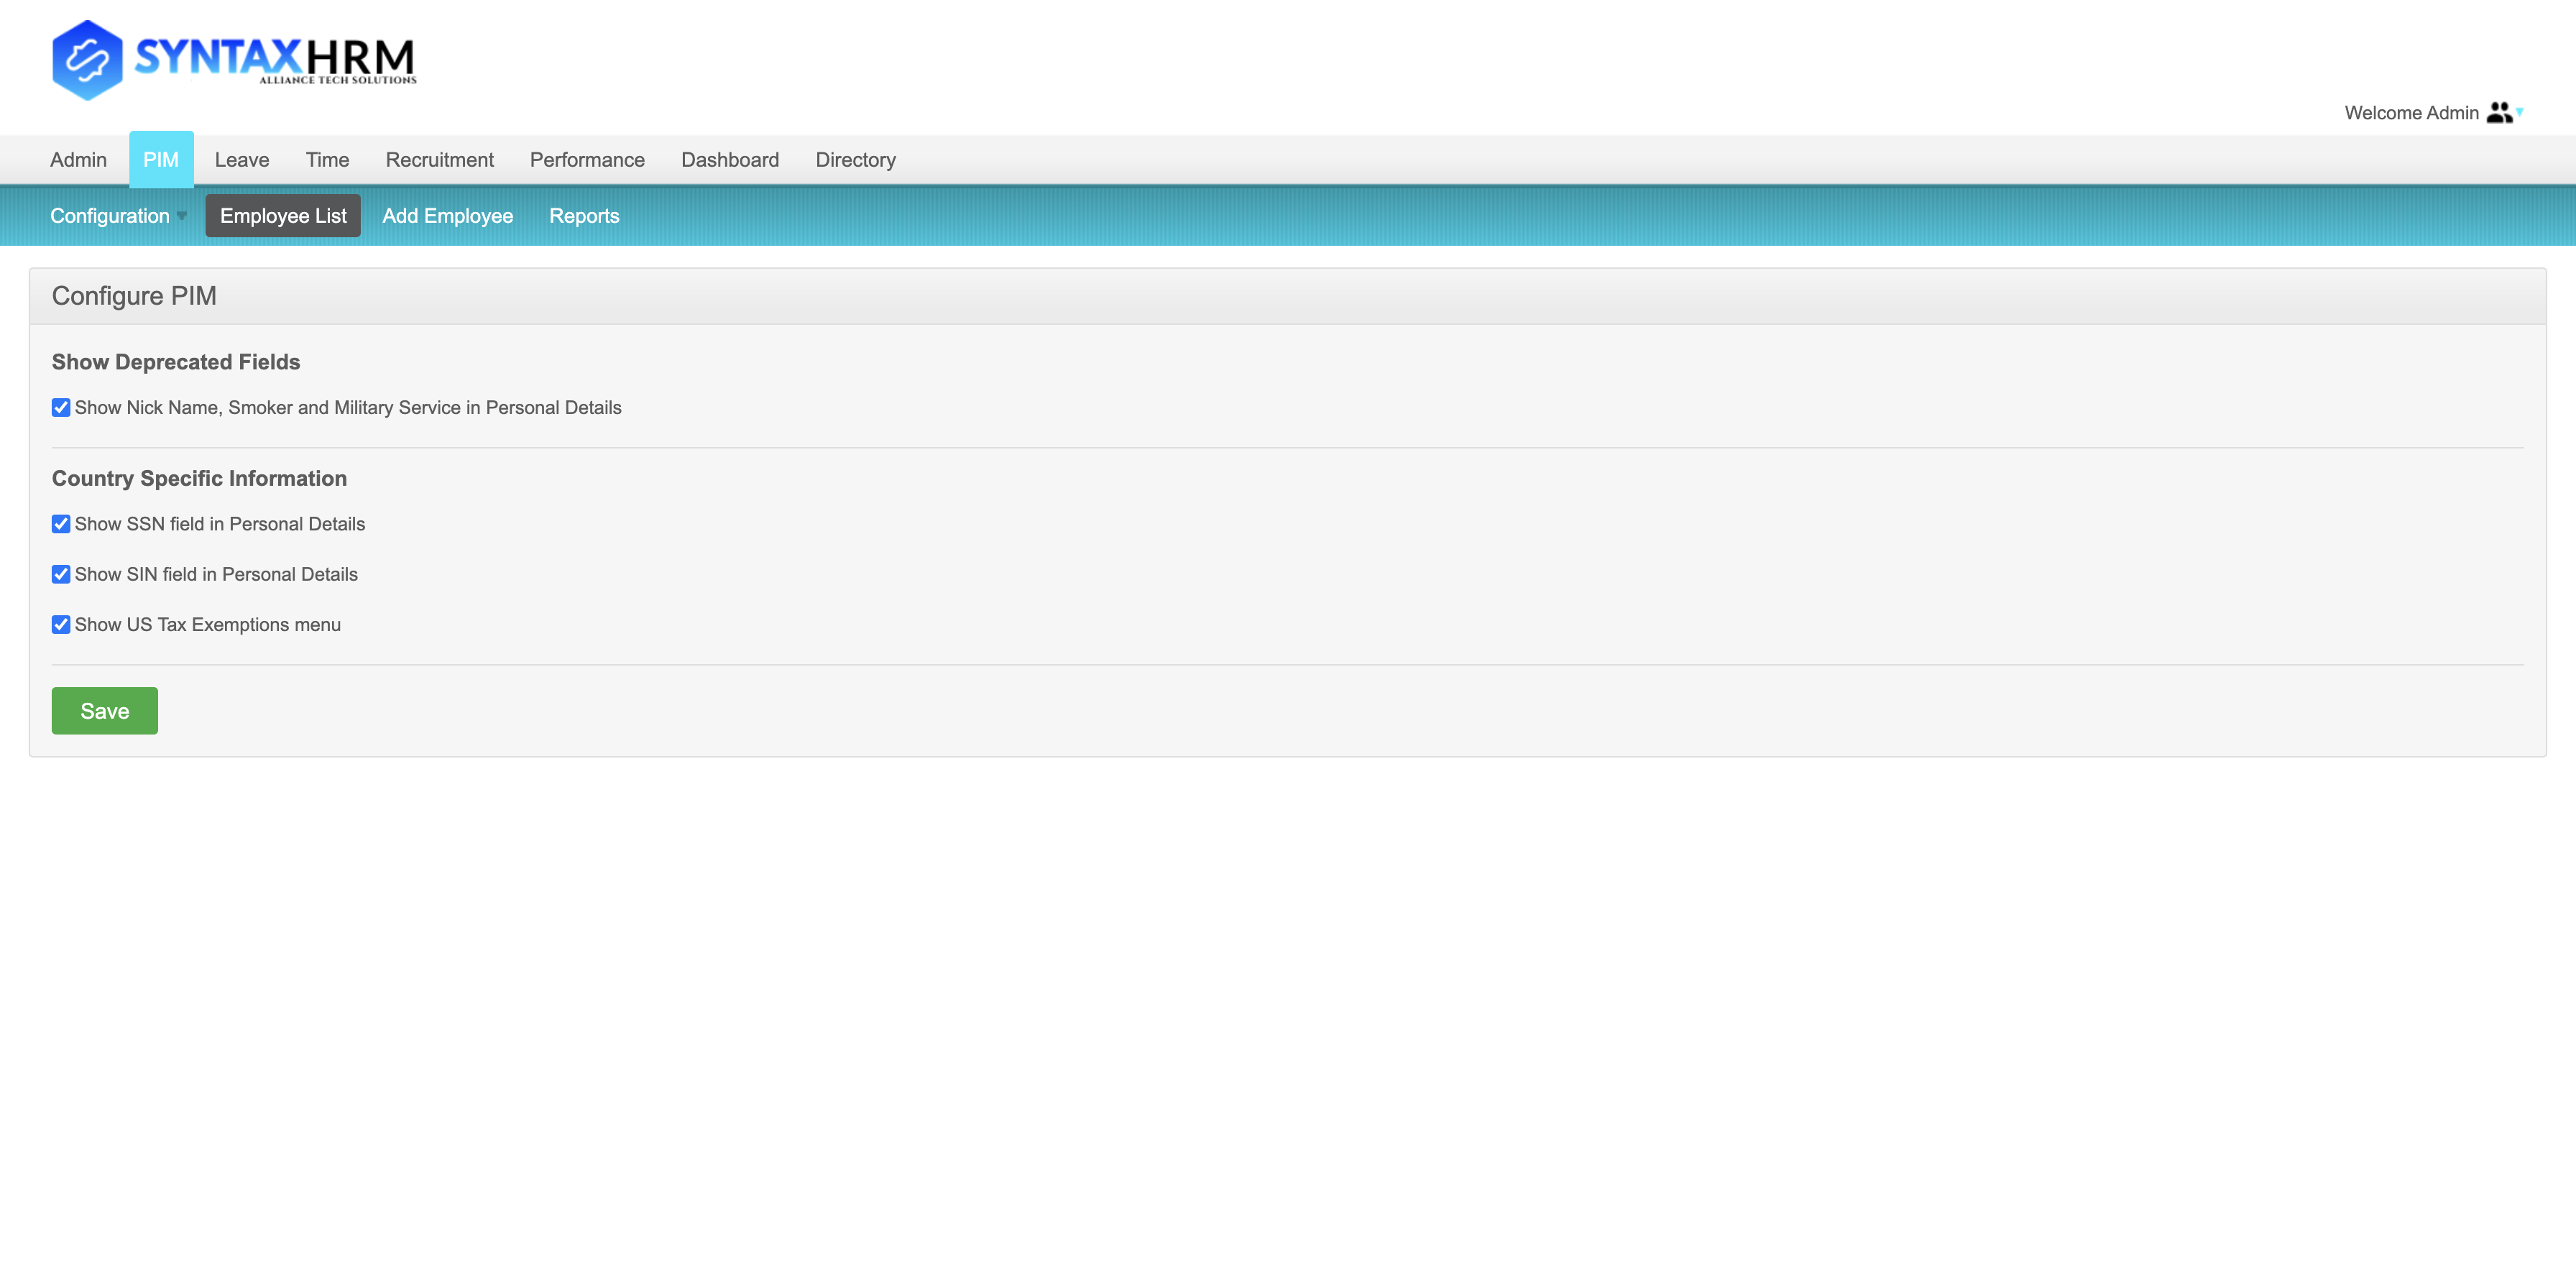 SYNTAXHRM
ALLIANCE TECH SOLUTIONS
Welcome Admin
Admin PIM Leave Time Recruitment Performance Dashboard Directory
Configuration Employee List Add Employee Reports
Configure PIM
Show Deprecated Fields
Show Nick Name, Smoker and Military Service in Personal Details
Country Specific Information
Show SSN field in Personal Details
Show SIN field in Personal Details
Show US Tax Exemptions menu
Save